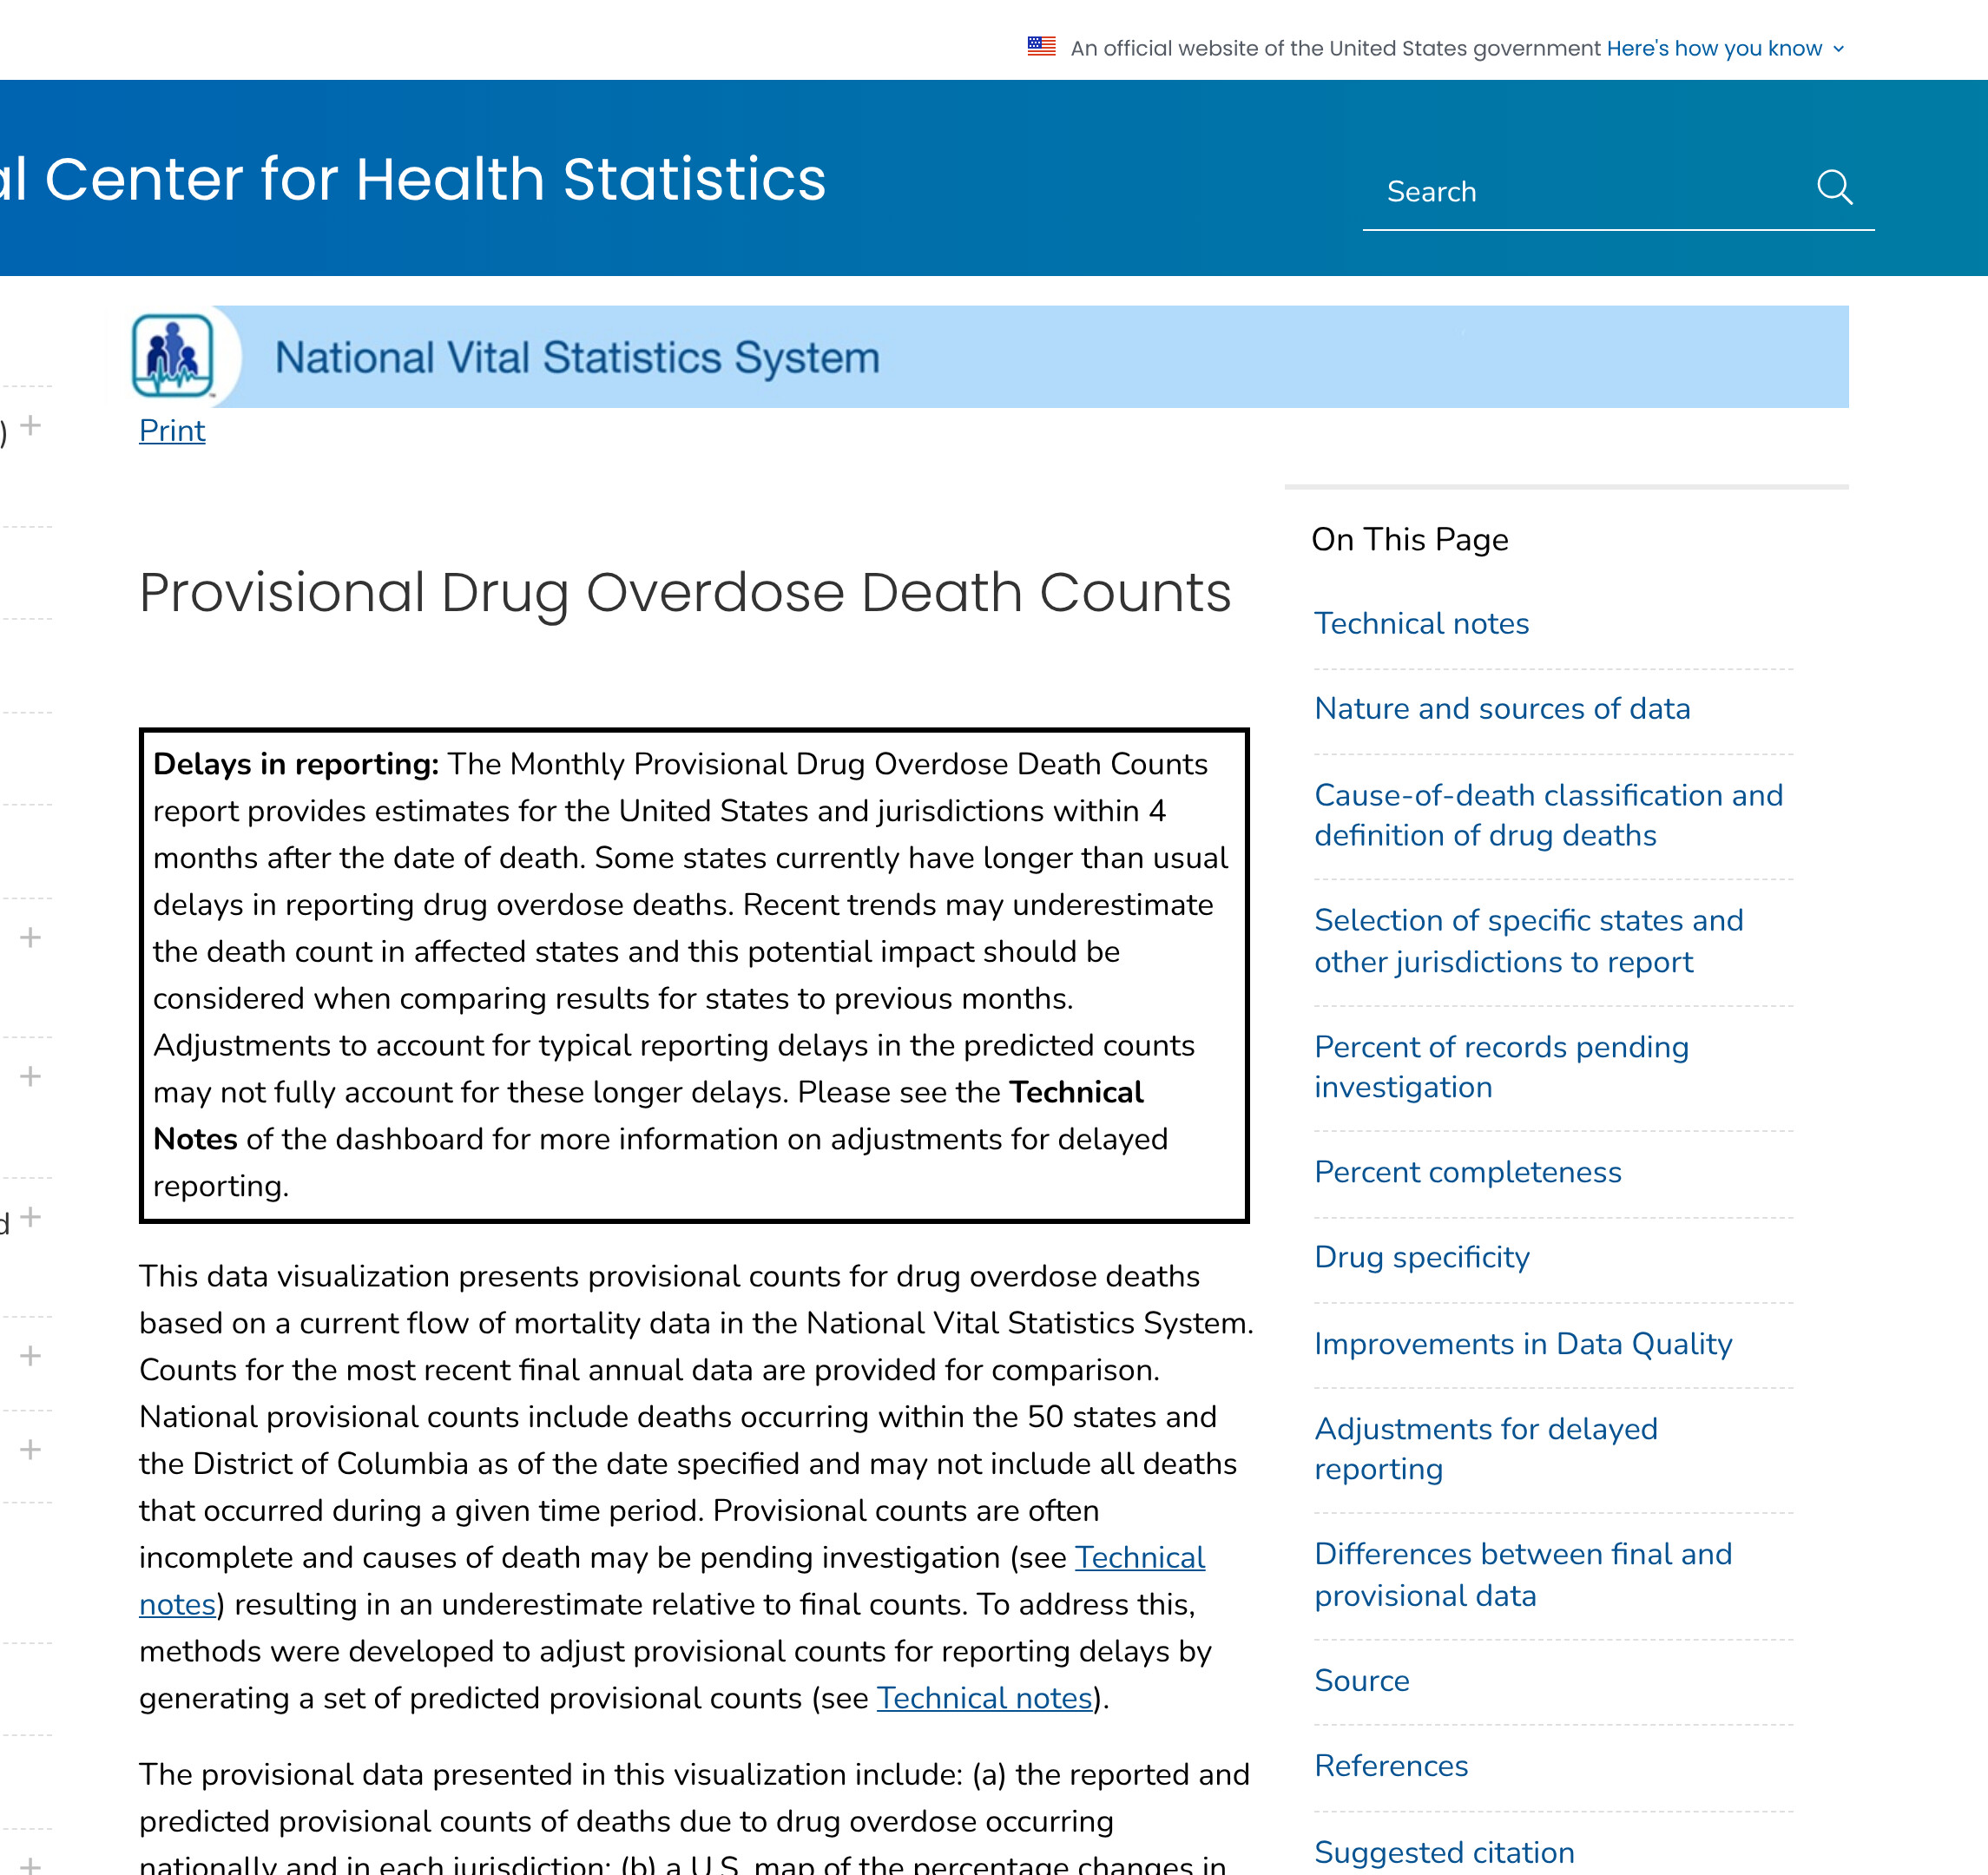 An official website of the United States government Here's how you know
al Center for Health Statistics
Search
National Vital Statistics System
Print
)
d
Provisional Drug Overdose Death Counts
Delays in reporting: The Monthly Provisional Drug Overdose Death Counts
report provides estimates for the United States and jurisdictions within 4
months after the date of death. Some states currently have longer than usual
delays in reporting drug overdose deaths. Recent trends may underestimate
the death count in affected states and this potential impact should be
considered when comparing results for states to previous months.
Adjustments to account for typical reporting delays in the predicted counts
may not fully account for these longer delays. Please see the Technical
Notes of the dashboard for more information on adjustments for delayed
reporting.
This data visualization presents provisional counts for drug overdose deaths
based on a current flow of mortality data in the National Vital Statistics System.
Counts for the most recent final annual data are provided for comparison.
National provisional counts include deaths occurring within the 50 states and
the District of Columbia as of the date specified and may not include all deaths
that occurred during a given time period. Provisional counts are often
incomplete and causes of death may be pending investigation (see Technical
notes) resulting in an underestimate relative to final counts. To address this,
methods were developed to adjust provisional counts for reporting delays by
generating a set of predicted provisional counts (see Technical notes).
The provisional data presented in this visualization include: (a) the reported and
predicted provisional counts of deaths due to drug overdose occurring
nationally and in each jurisdiction; (b) a U.S. map of the percentage changes in
On This Page
Technical notes
Nature and sources of data
Cause-of-death classification and
definition of drug deaths
Selection of specific states and
other jurisdictions to report
Percent of records pending
investigation
Percent completeness
Drug specificity
Improvements in Data Quality
Adjustments for delayed
reporting
Differences between final and
provisional data
Source
References
Suggested citation